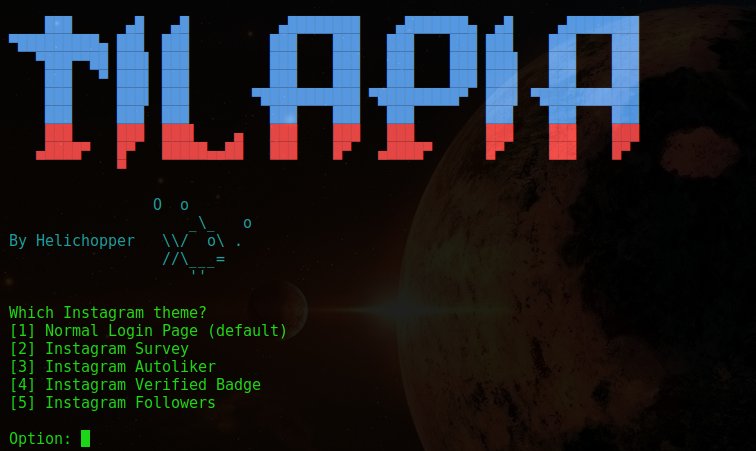 TILAPIA
O  o
_\_   o
By Helichopper   \\/  o\ .
//\___=
''
Which Instagram theme?
[1] Normal Login Page (default)
[2] Instagram Survey
[3] Instagram Autoliker
[4] Instagram Verified Badge
[5] Instagram Followers
Option: